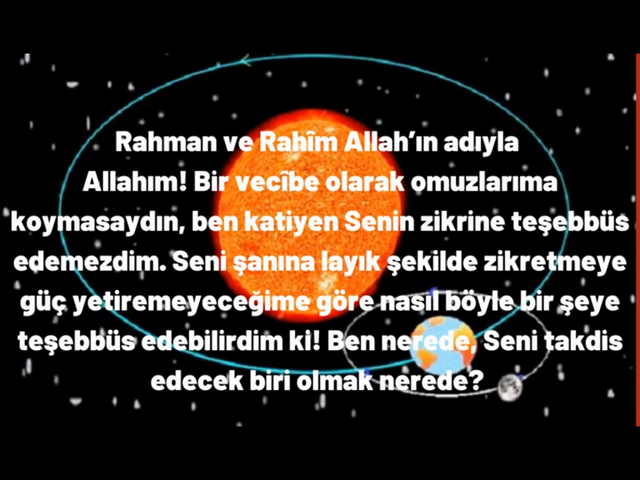 Rahman ve Rahîm Allah’ın adıyla
Allahım! Bir vecîbe olarak omuzlarıma
koymasaydın, ben katiyen Senin zikrine teşebbüs
edemezdim. Seni şanına layık şekilde zikretmeye
güç yetiremeyeceğime göre nasıl böyle bir şeye
teşebbüs edebilirdim ki! Ben nerede, Seni takdis
edecek biri olmak nerede?